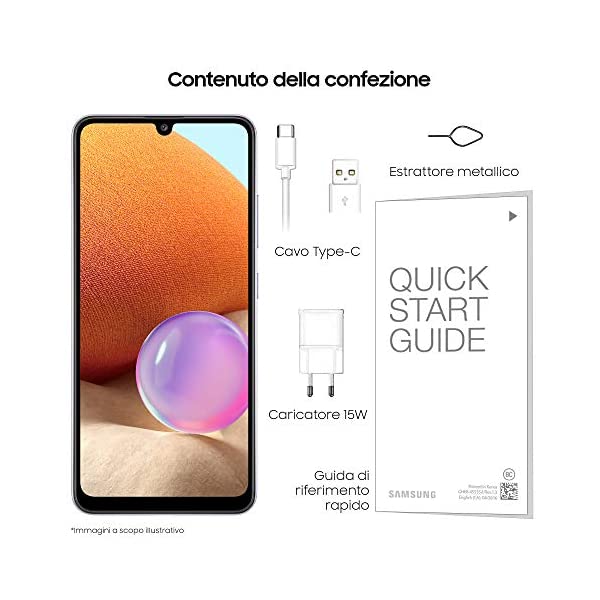 Contenuto della confezione
Estrattore metallico
Cavo Type-C
QUICK
START
GUIDE
Caricatore 15W
Guida di
riferimento
rapido
SAMSUNG
BC
*Immagini a scopo illustrativo